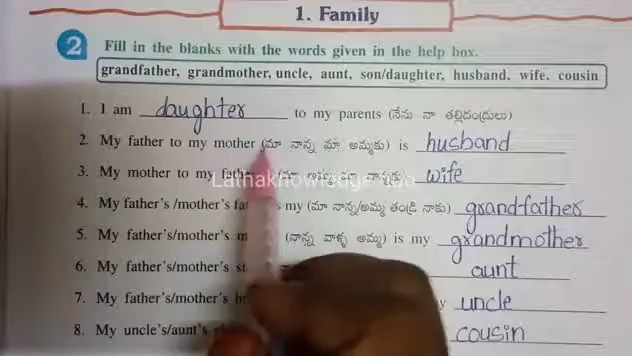 1. Family
2 Fill in the blanks with the words given in the help box.
grandfather, grandmother, uncle, aunt, son/daughter, husband, wife, cousin
1. I am daughter to my parents (నేను నా తల్లిదండ్రులు)
2. My father to my mother (మా నాన్న మా అమ్మకు) is husband
3. My mother to my (మా అమ్మ మా నాన్నకు wife
4. My father's/mother's my (మా నాన్న/అమ్మ తండ్రి నాకు) grandfather
5. My father's/mother's (నాన్న వాళ్ళ అమ్మ) is my grandmother
6. My father's/mother's aunt
7. My father's/mother's uncle
8. My uncle's/aunt's cousin